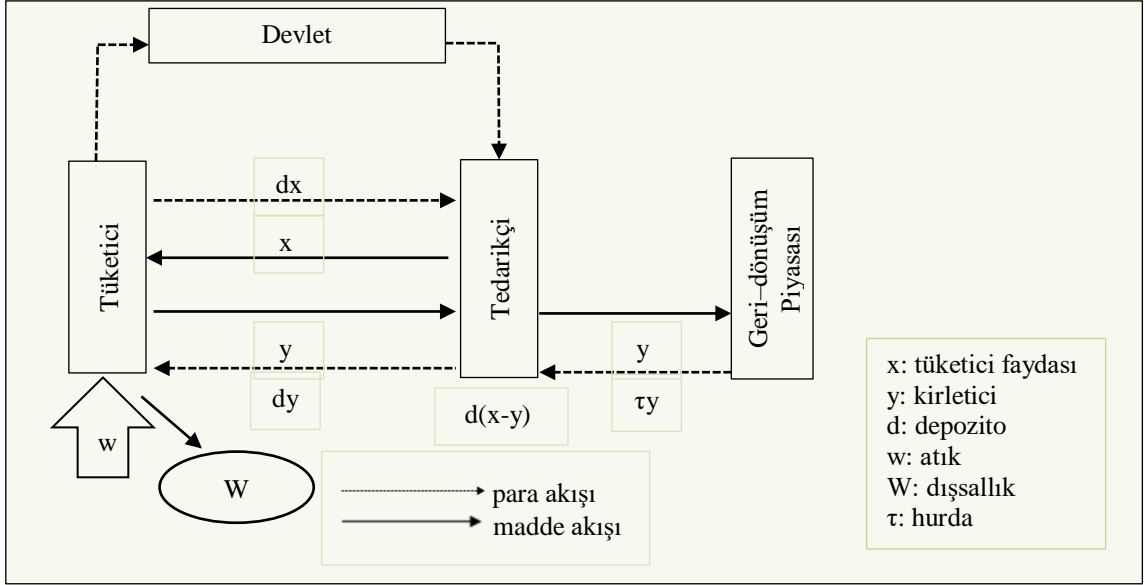 Devlet
Tüketici
dx
x
y
dy
Tedarikçi
d(x-y)
y
τy
Geri–dönüşüm
Piyasası
w
W
para akışı
madde akışı
x: tüketici faydası
y: kirletici
d: depozito
w: atık
W: dışsallık
τ: hurda